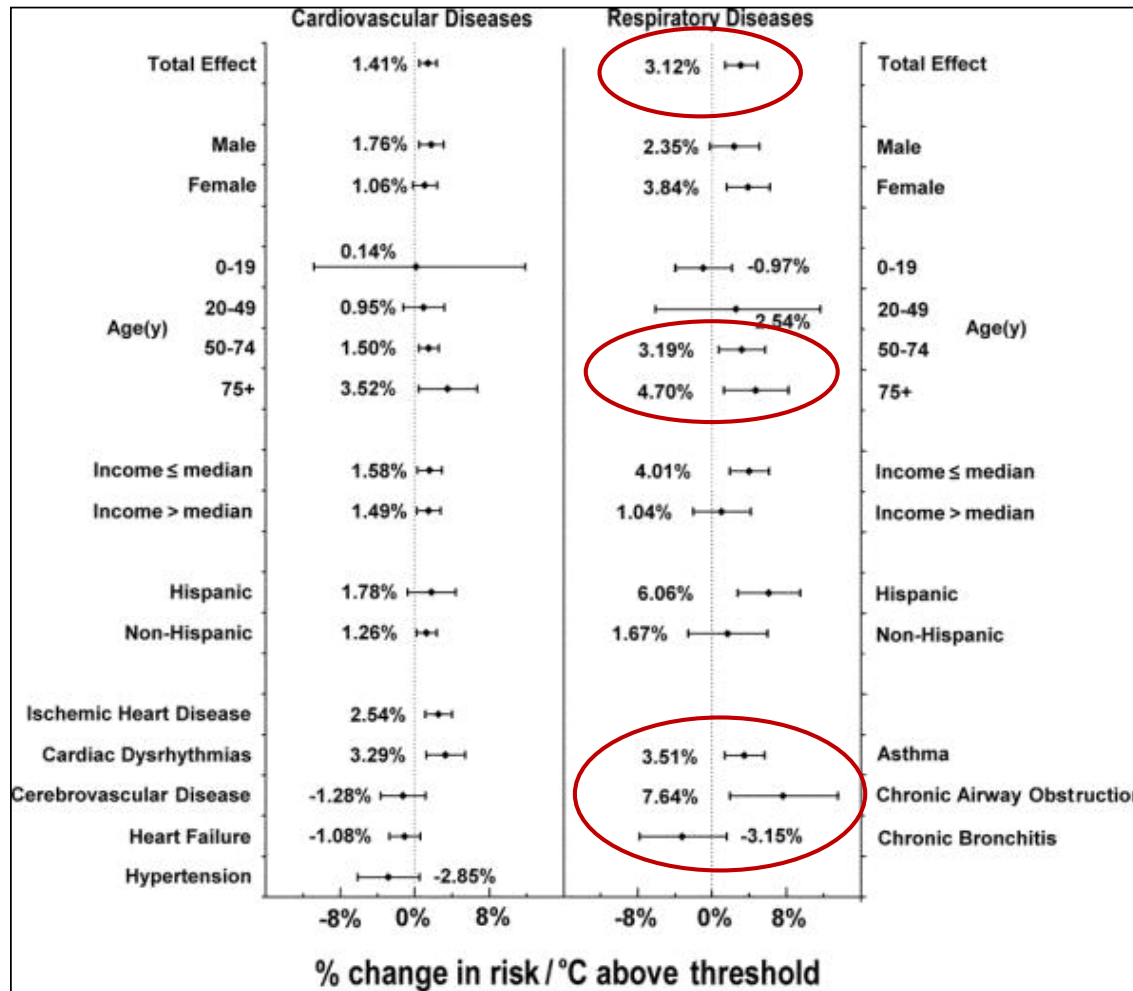 Cardiovascular Diseases Respiratory Diseases
Total Effect 1.41% 3.12% Total Effect
Male 1.76% 2.35% Male
Female 1.06% 3.84% Female
0.14%
0-19 -0.97% 0-19
20-49 0.95% 2.54% 20-49
Age(y) Age(y)
50-74 1.50% 3.19% 50-74
75+ 3.52% 4.70% 75+
Income ≤ median 1.58% 4.01% Income ≤ median
Income > median 1.49% 1.04% Income > median
Hispanic 1.78% 6.06% Hispanic
Non-Hispanic 1.26% 1.67% Non-Hispanic
Ischemic Heart Disease 2.54%
Cardiac Dysrhythmias 3.29% 3.51% Asthma
Cerebrovascular Disease -1.28% 7.64% Chronic Airway Obstruction
Heart Failure -1.08% -3.15% Chronic Bronchitis
Hypertension -2.85%
-8% 0% 8% -8% 0% 8%
% change in risk / °C above threshold